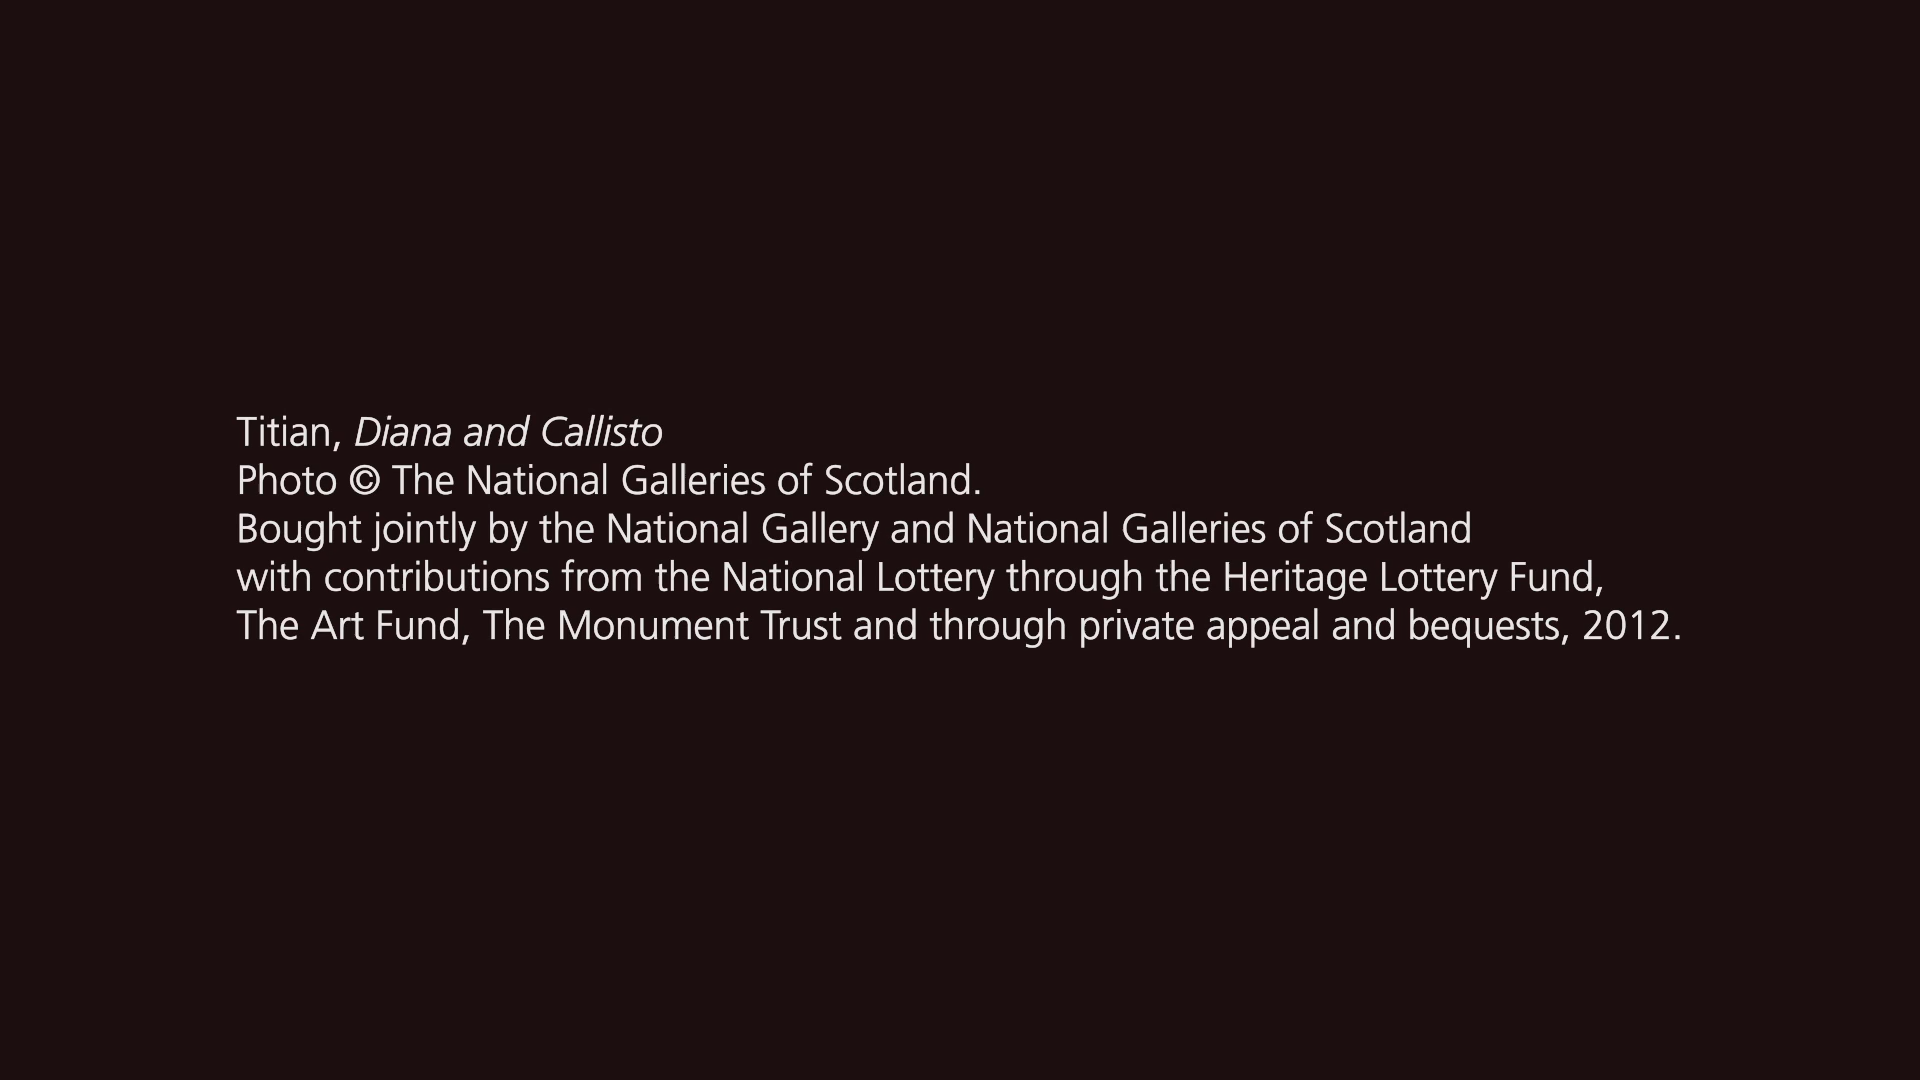 Titian, Diana and Callisto
Photo © The National Galleries of Scotland.
Bought jointly by the National Gallery and National Galleries of Scotland
with contributions from the National Lottery through the Heritage Lottery Fund,
The Art Fund, The Monument Trust and through private appeal and bequests, 2012.